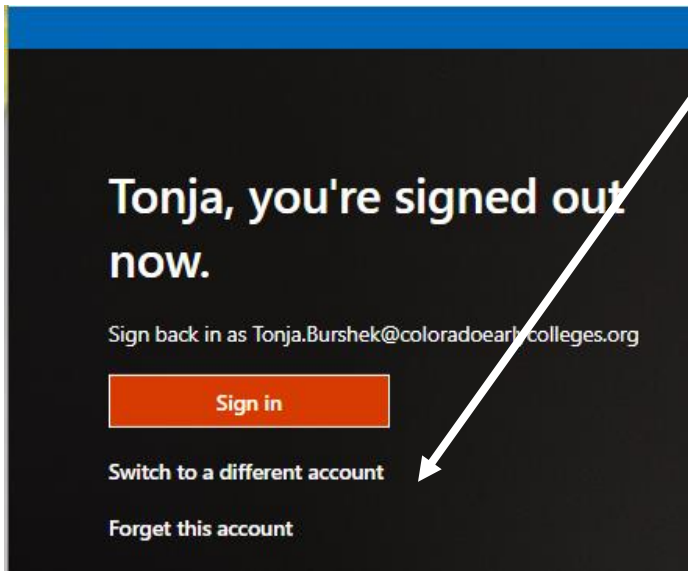 Tonja, you're signed out
now.
Sign back in as Tonja.Burshek@coloradoearlycolleges.org
Sign in
Switch to a different account
Forget this account